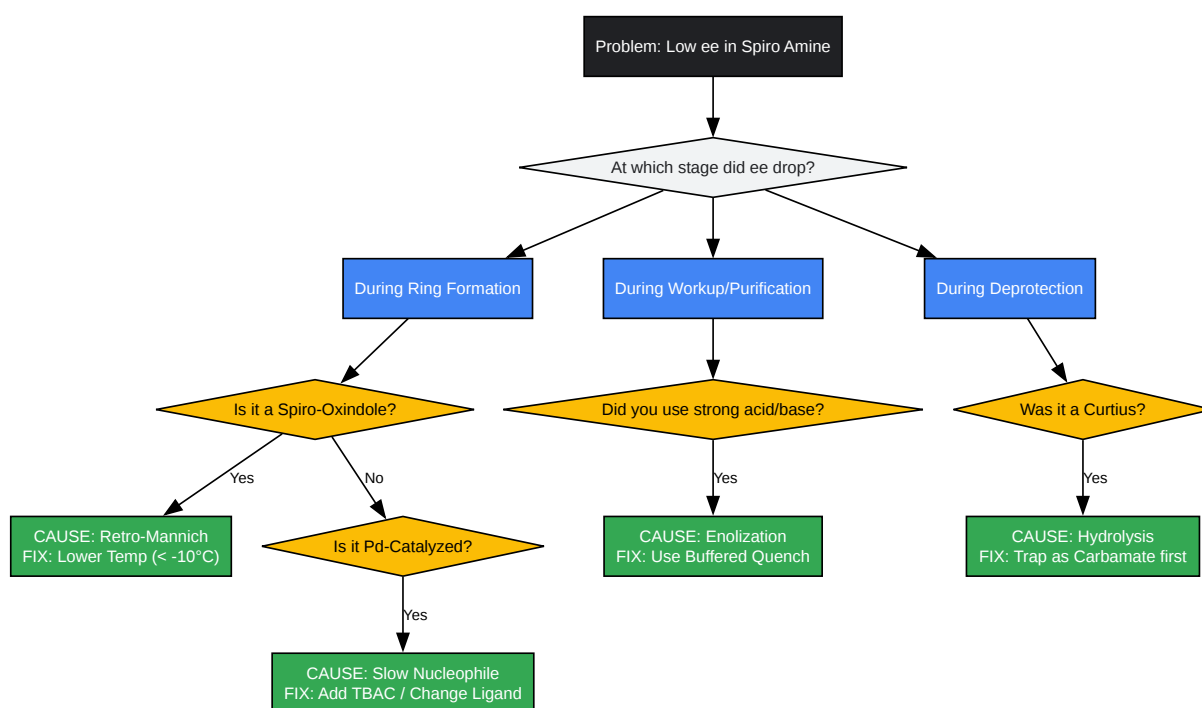 Problem: Low ee in Spiro Amine
At which stage did ee drop?
During Ring Formation
During Workup/Purification
During Deprotection
Is it a Spiro-Oxindole?
Did you use strong acid/base?
Was it a Curtius?
Yes
No
Yes
Yes
CAUSE: Retro-Mannich
FIX: Lower Temp (< -10°C)
Is it Pd-Catalyzed?
CAUSE: Enolization
FIX: Use Buffered Quench
CAUSE: Hydrolysis
FIX: Trap as Carbamate first
Yes
CAUSE: Slow Nucleophile
FIX: Add TBAC / Change Ligand